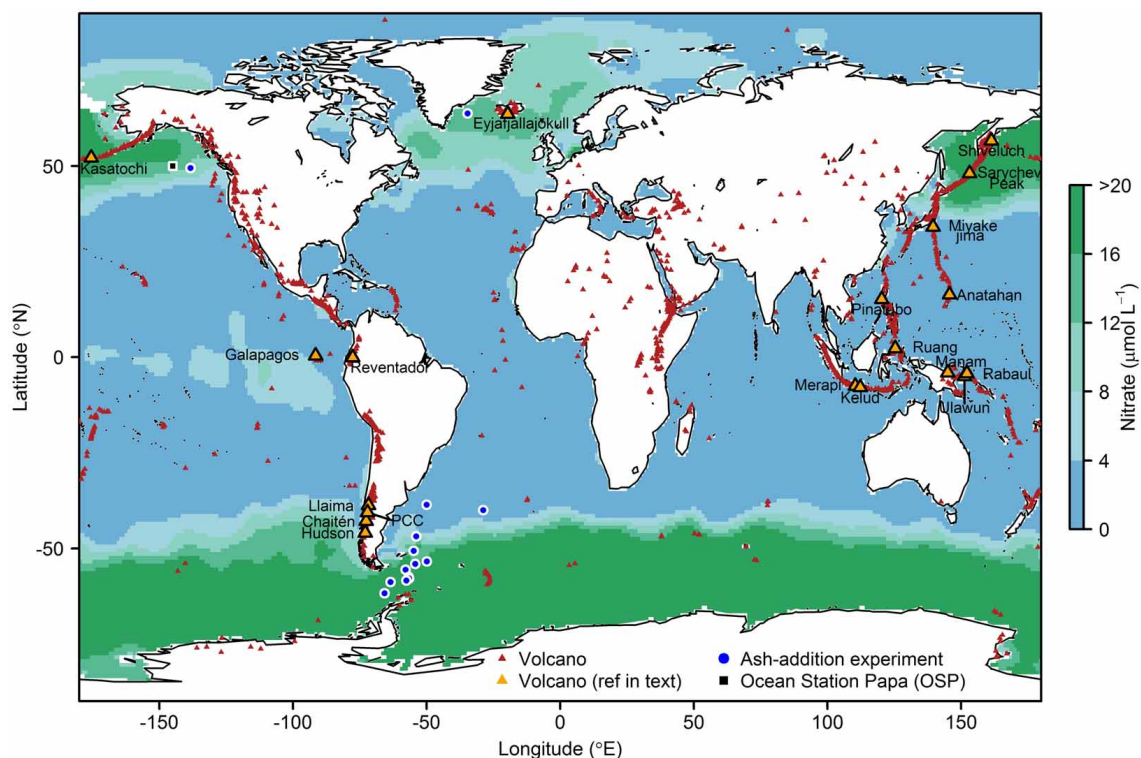 Eyjafjallajökull
Kasatochi
Shiveluch
Sarychev
Peak
Miyake
jima
Anatahan
Pinatubo
Galapagos
Reventador
Ruang
Manam
Rabaul
Merapi
Kelud
Ulawun
Llaima
Chaitén
PCC
Hudson
Volcano
Volcano (ref in text)
Ash-addition experiment
Ocean Station Papa (OSP)
50
0
-50
Latitude (°N)
-150 -100 -50 0 50 100 150
Longitude (°E)
>20
16
12
8
4
0
Nitrate (µmol L⁻¹)